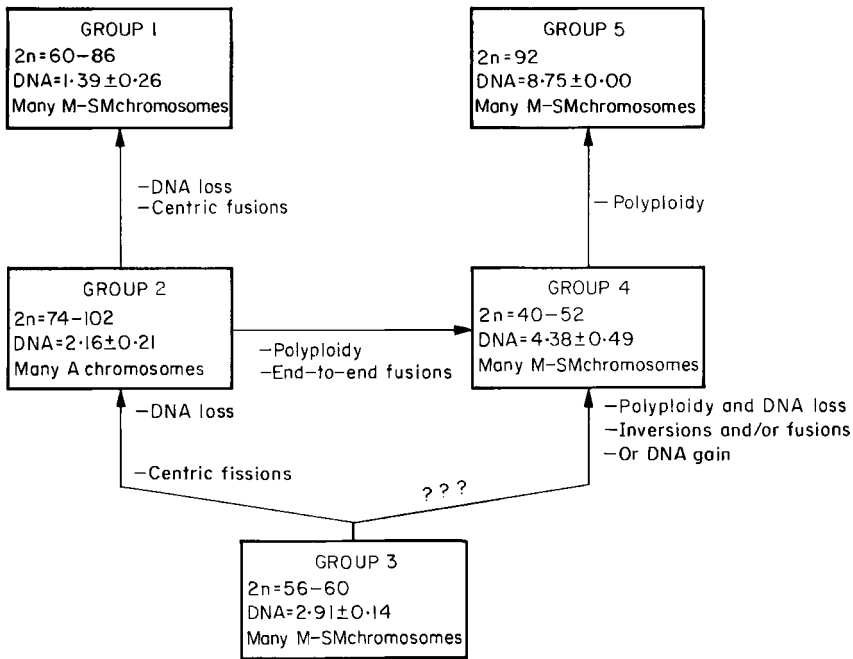 GROUP 1
2n=60-86
DNA=1·39±0·26
Many M-SMchromosomes
GROUP 5
2n=92
DNA=8·75±0·00
Many M-SMchromosomes
-DNA loss
-Centric fusions
-Polyploidy
GROUP 2
2n=74-102
DNA=2·16±0·21
Many A chromosomes
-Polyploidy
-End-to-end fusions
GROUP 4
2n=40-52
DNA=4·38±0·49
Many M-SMchromosomes
-DNA loss
-Centric fissions
-Polyploidy and DNA loss
-Inversions and/or fusions
-Or DNA gain
???
GROUP 3
2n=56-60
DNA=2·91±0·14
Many M-SMchromosomes